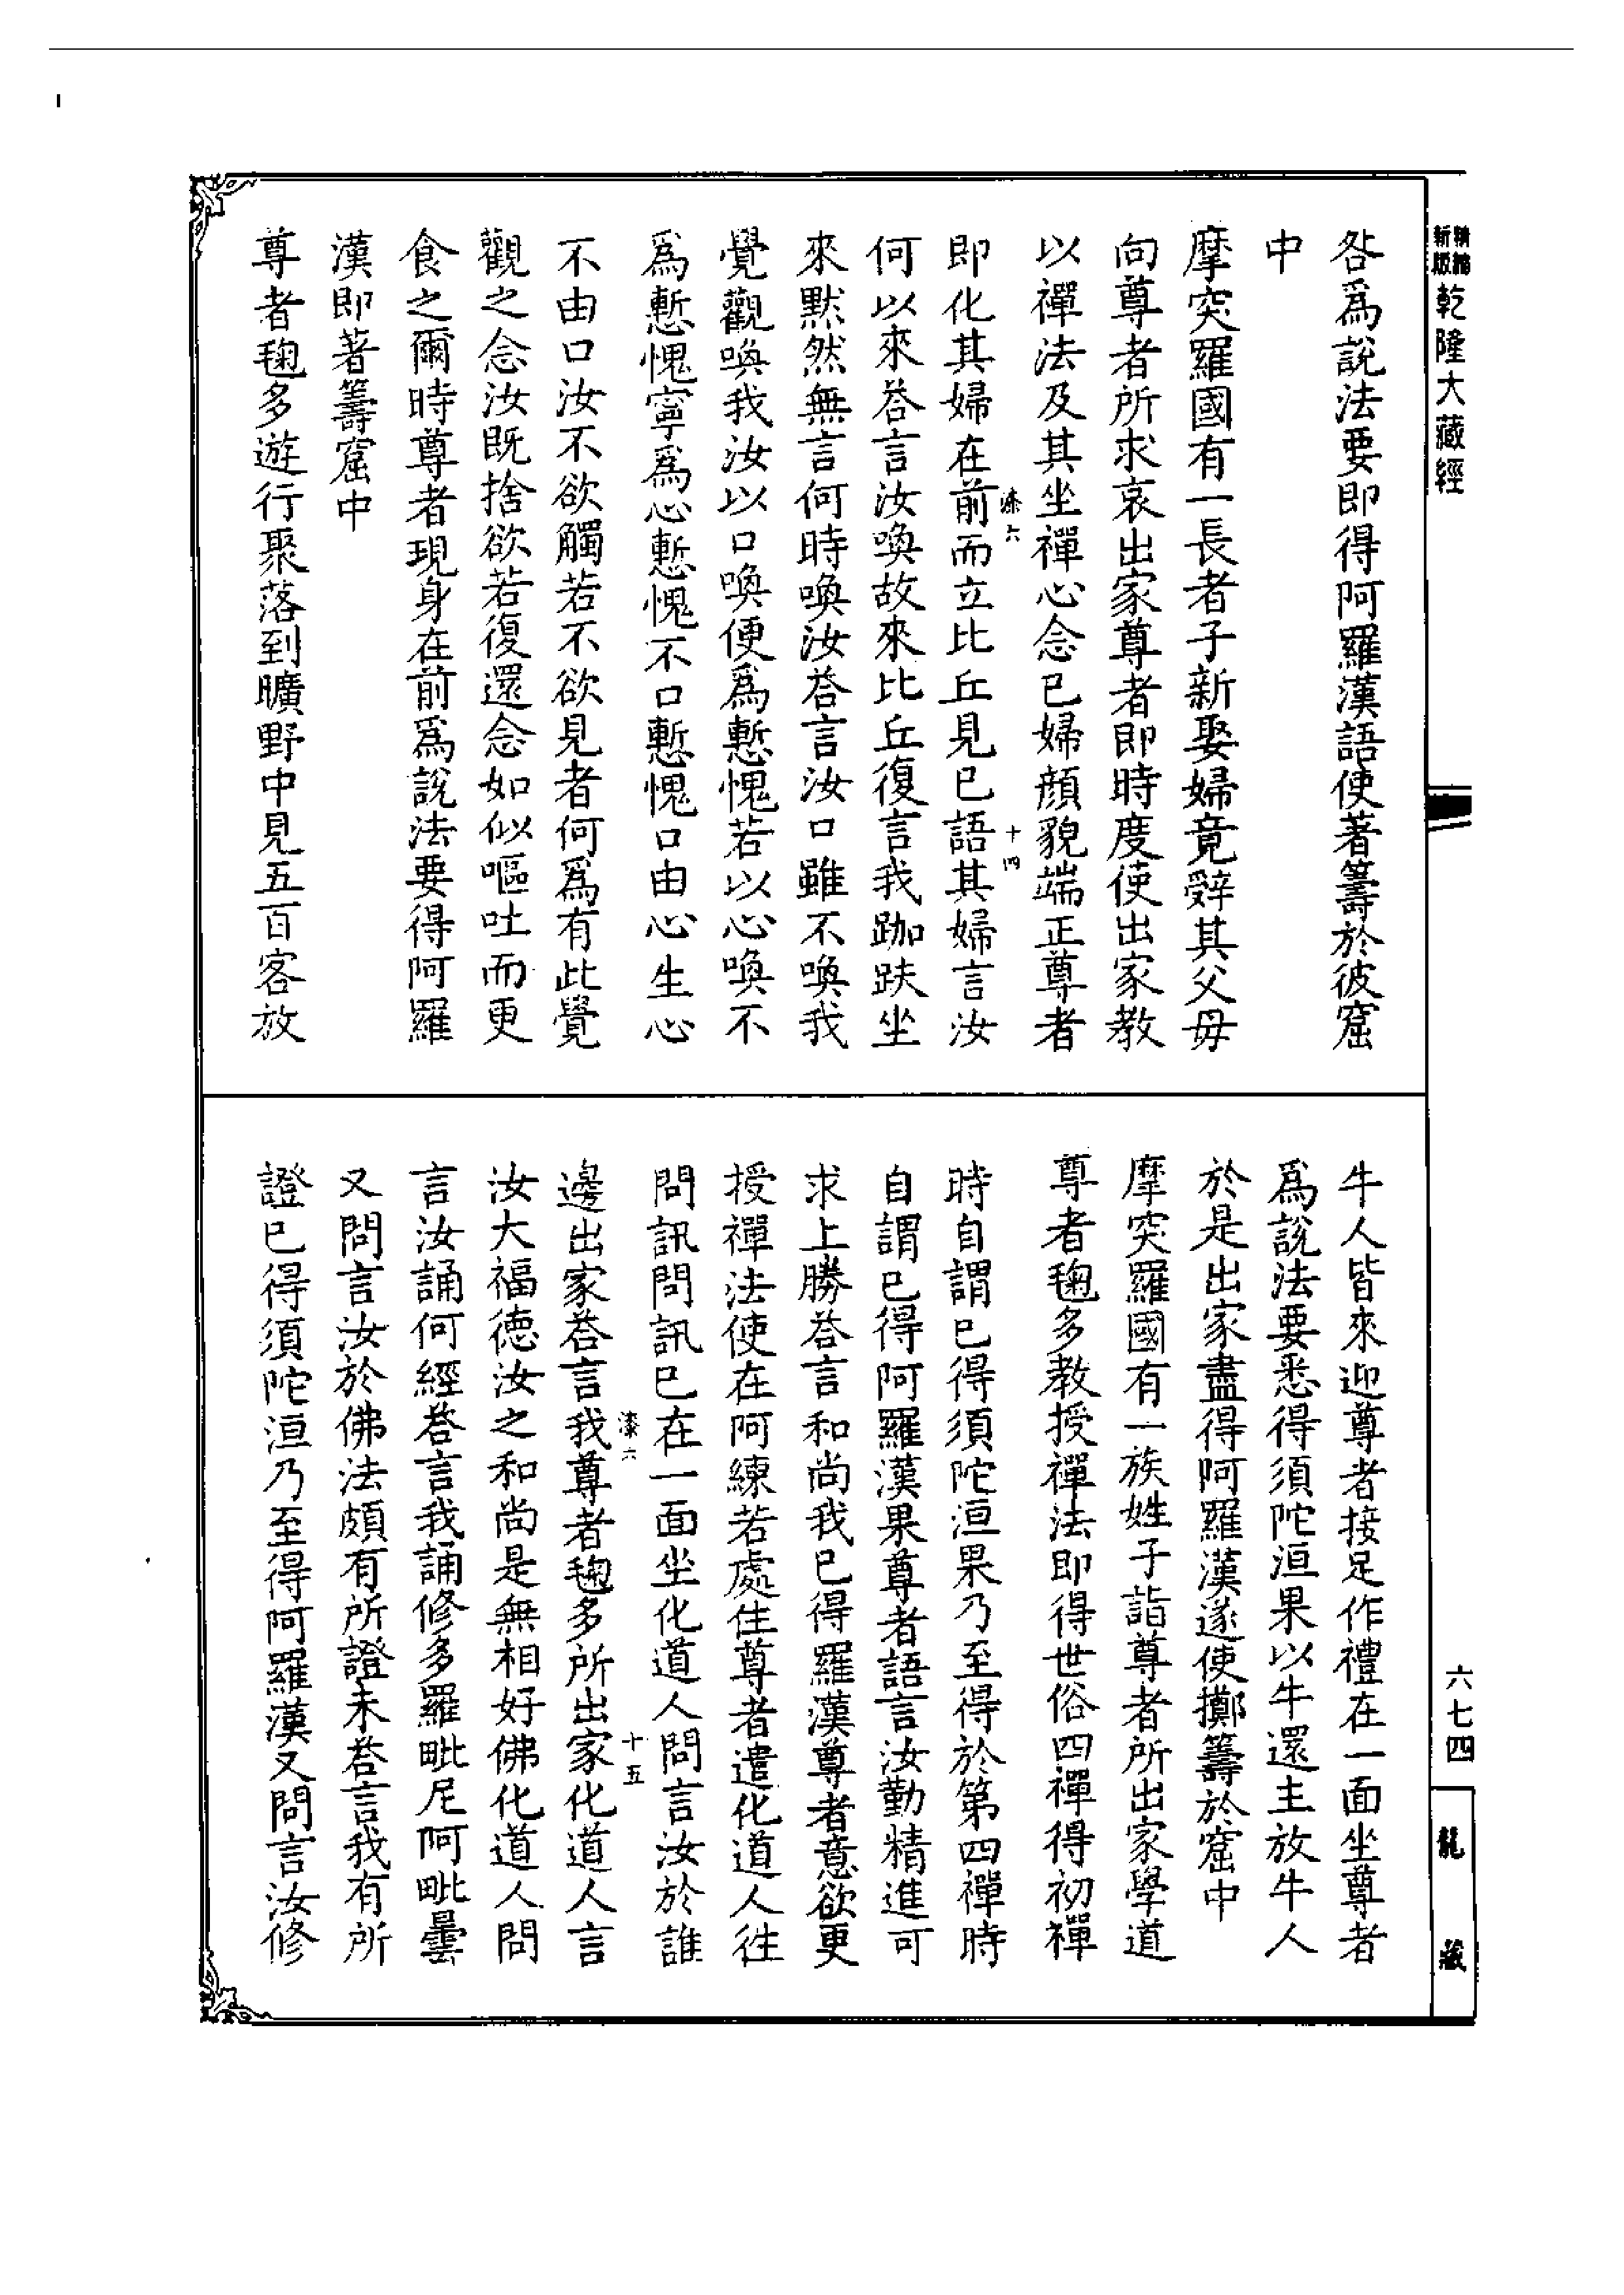 精縮
新版
乾隆大藏經
咎爲說法要即得阿羅漢語使著籌於彼窟
中
摩突羅國有一長者子新娶婦竟辤其父母
向尊者所求哀出家尊者即時度使出家教
以禪法及其坐禪心念已婦顔貌端正尊者
即化其婦在前而立比丘見已語其婦言汝
何以來荅言汝喚故來比丘復言我跏趺坐
來默然無言何時喚汝荅言汝口雖不喚我
覺觀喚我汝以口喚便爲慙愧若以心喚不
爲慙愧寧爲心慙愧不口慙愧口由心生心
不由口汝不欲觸若不欲見者何爲有此覺
觀之念汝既捨欲若復還念如似嘔吐而更
食之爾時尊者現身在前爲說法要得阿羅
漢即著籌窟中
尊者毱多遊行聚落到曠野中見五百客放
漆六
十四
牛人皆來迎尊者接足作禮在一面坐尊者
爲說法要悉得須陀洹果以牛還主放牛人
於是出家盡得阿羅漢遂使擲籌於窟中
摩突羅國有一族姓子詣尊者所出家學道
尊者毱多教授禪法即得世俗四禪得初禪
時自謂已得須陀洹果乃至得於第四禪時
自謂已得阿羅漢果尊者語言汝勤精進可
求上勝荅言和尚我已得羅漢尊者意欲更
授禪法使在阿練若處住尊者遣化道人往
問訊問訊已在一面坐化道人問言汝於誰
邊出家荅言我尊者毱多所出家化道人言
汝大福德汝之和尚是無相好佛化道人問
言汝誦何經荅言我誦修多羅毗尼阿毗曇
又問言汝於佛法頗有所證未荅言我有所
證已得須陀洹乃至得阿羅漢又問言汝修
漆六
十五
六七四
龍藏